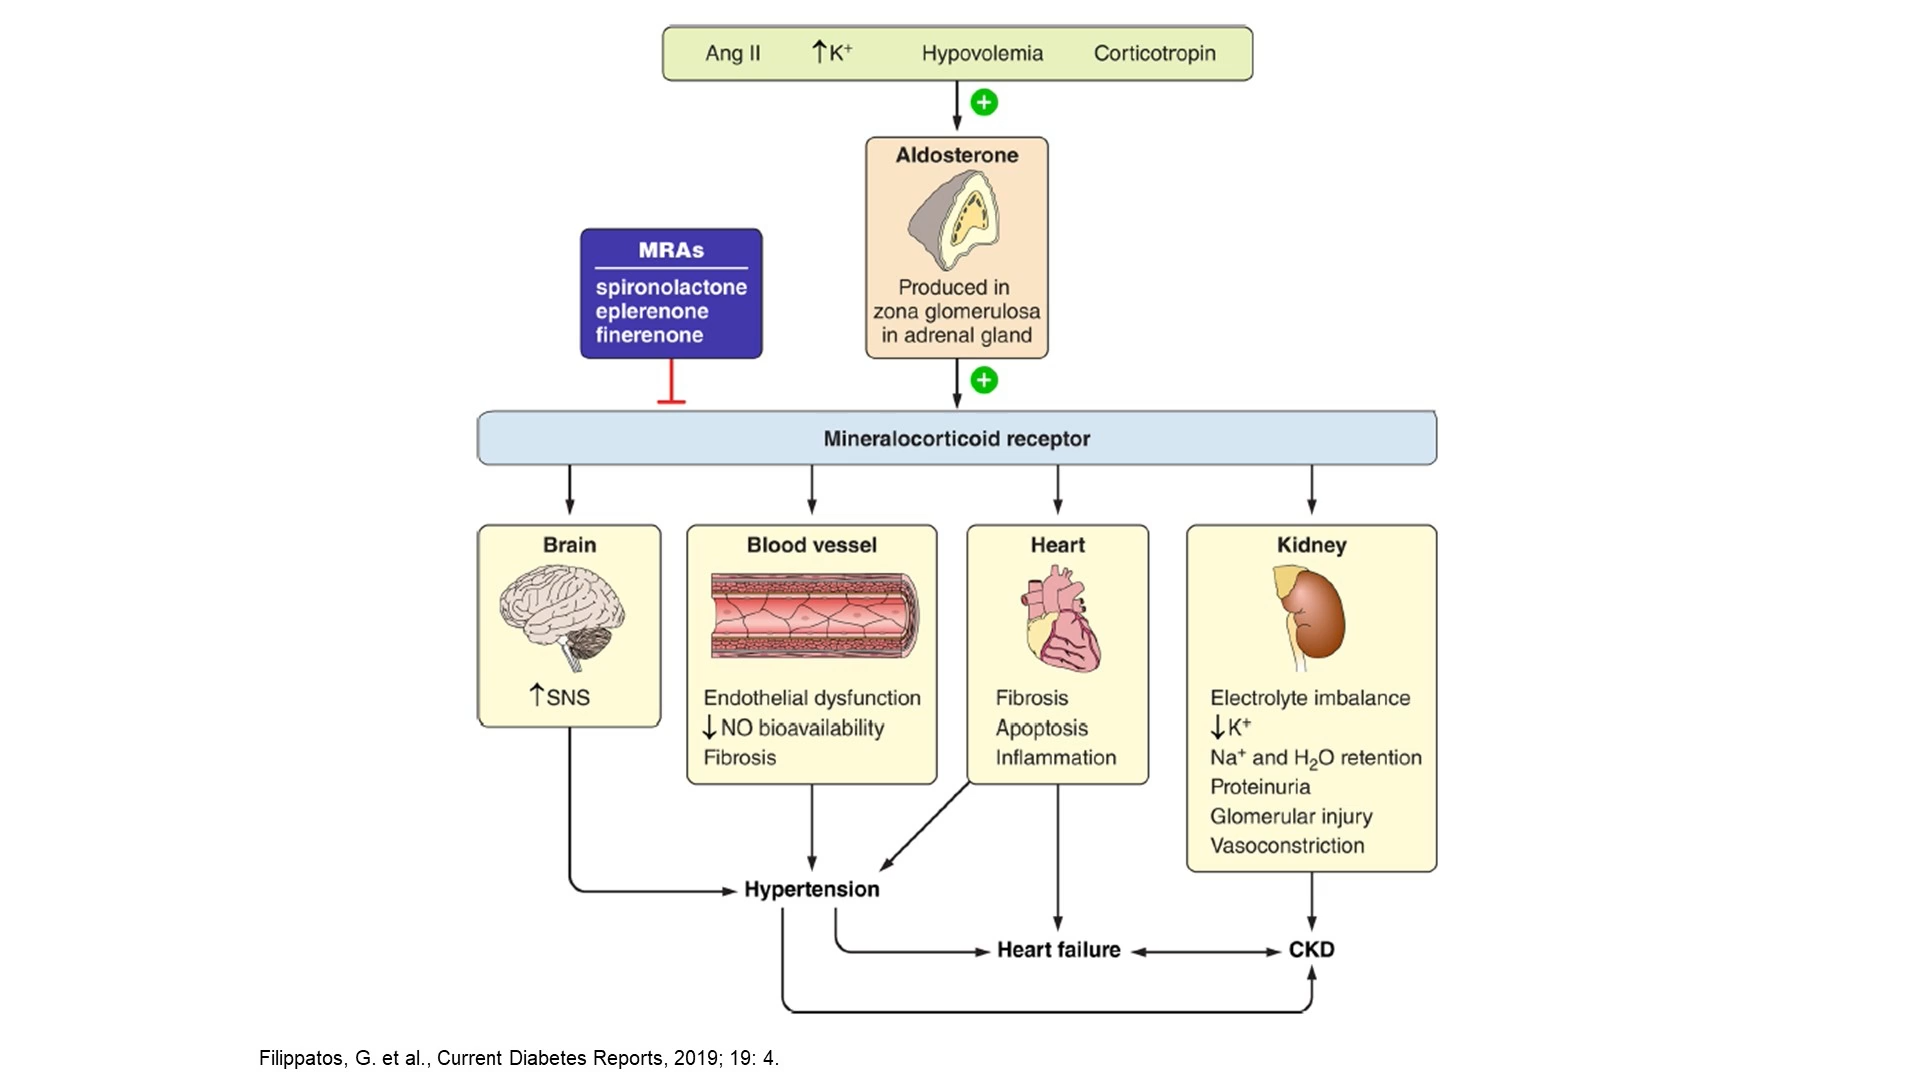 Ang II ↑K⁺ Hypovolemia Corticotropin
+
Aldosterone
Produced in
zona glomerulosa
in adrenal gland
MRAs
spironolactone
eplerenone
finerenone
+
Mineralocorticoid receptor
Brain
↑SNS
Blood vessel
Endothelial dysfunction
↓NO bioavailability
Fibrosis
Heart
Fibrosis
Apoptosis
Inflammation
Kidney
Electrolyte imbalance
↓K⁺
Na⁺ and H₂O retention
Proteinuria
Glomerular injury
Vasoconstriction
Hypertension
Heart failure
CKD
Filippatos, G. et al., Current Diabetes Reports, 2019; 19: 4.